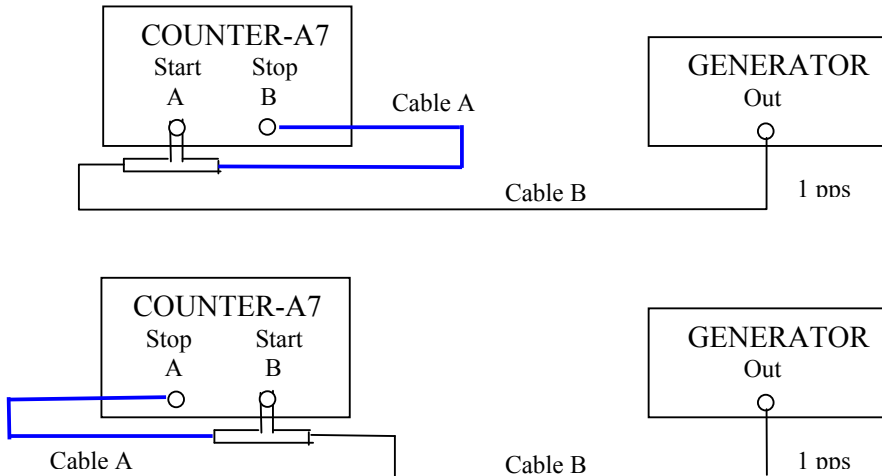 COUNTER-A7
Start Stop
A B
Cable A
GENERATOR
Out
Cable B
1 pps
COUNTER-A7
Stop Start
A B
Cable A
GENERATOR
Out
Cable B
1 pps